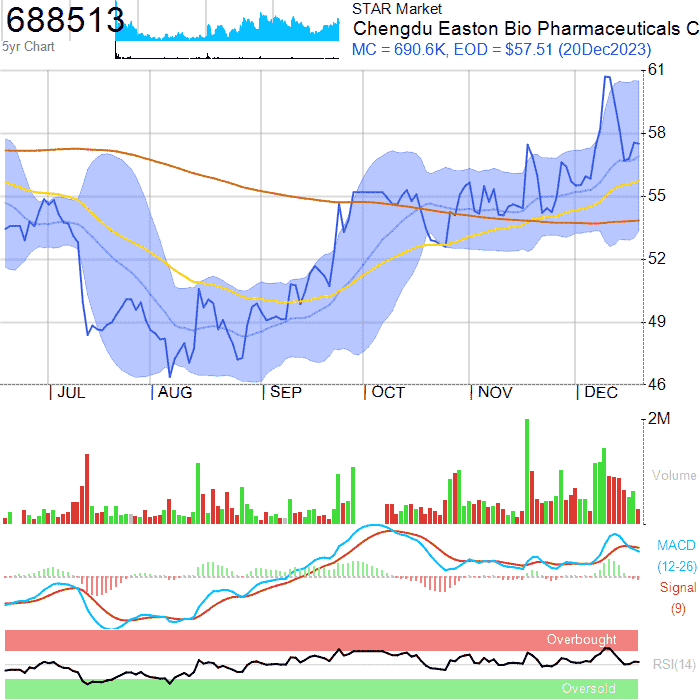 688513
5yr Chart
STAR Market
Chengdu Easton Bio Pharmaceuticals C
MC = 690.6K, EOD = $57.51 (20Dec2023)
61
58
55
52
49
46
JUL
AUG
SEP
OCT
NOV
DEC
2M
Volume
MACD
(12-26)
Signal
(9)
Overbought
RSI(14)
Oversold